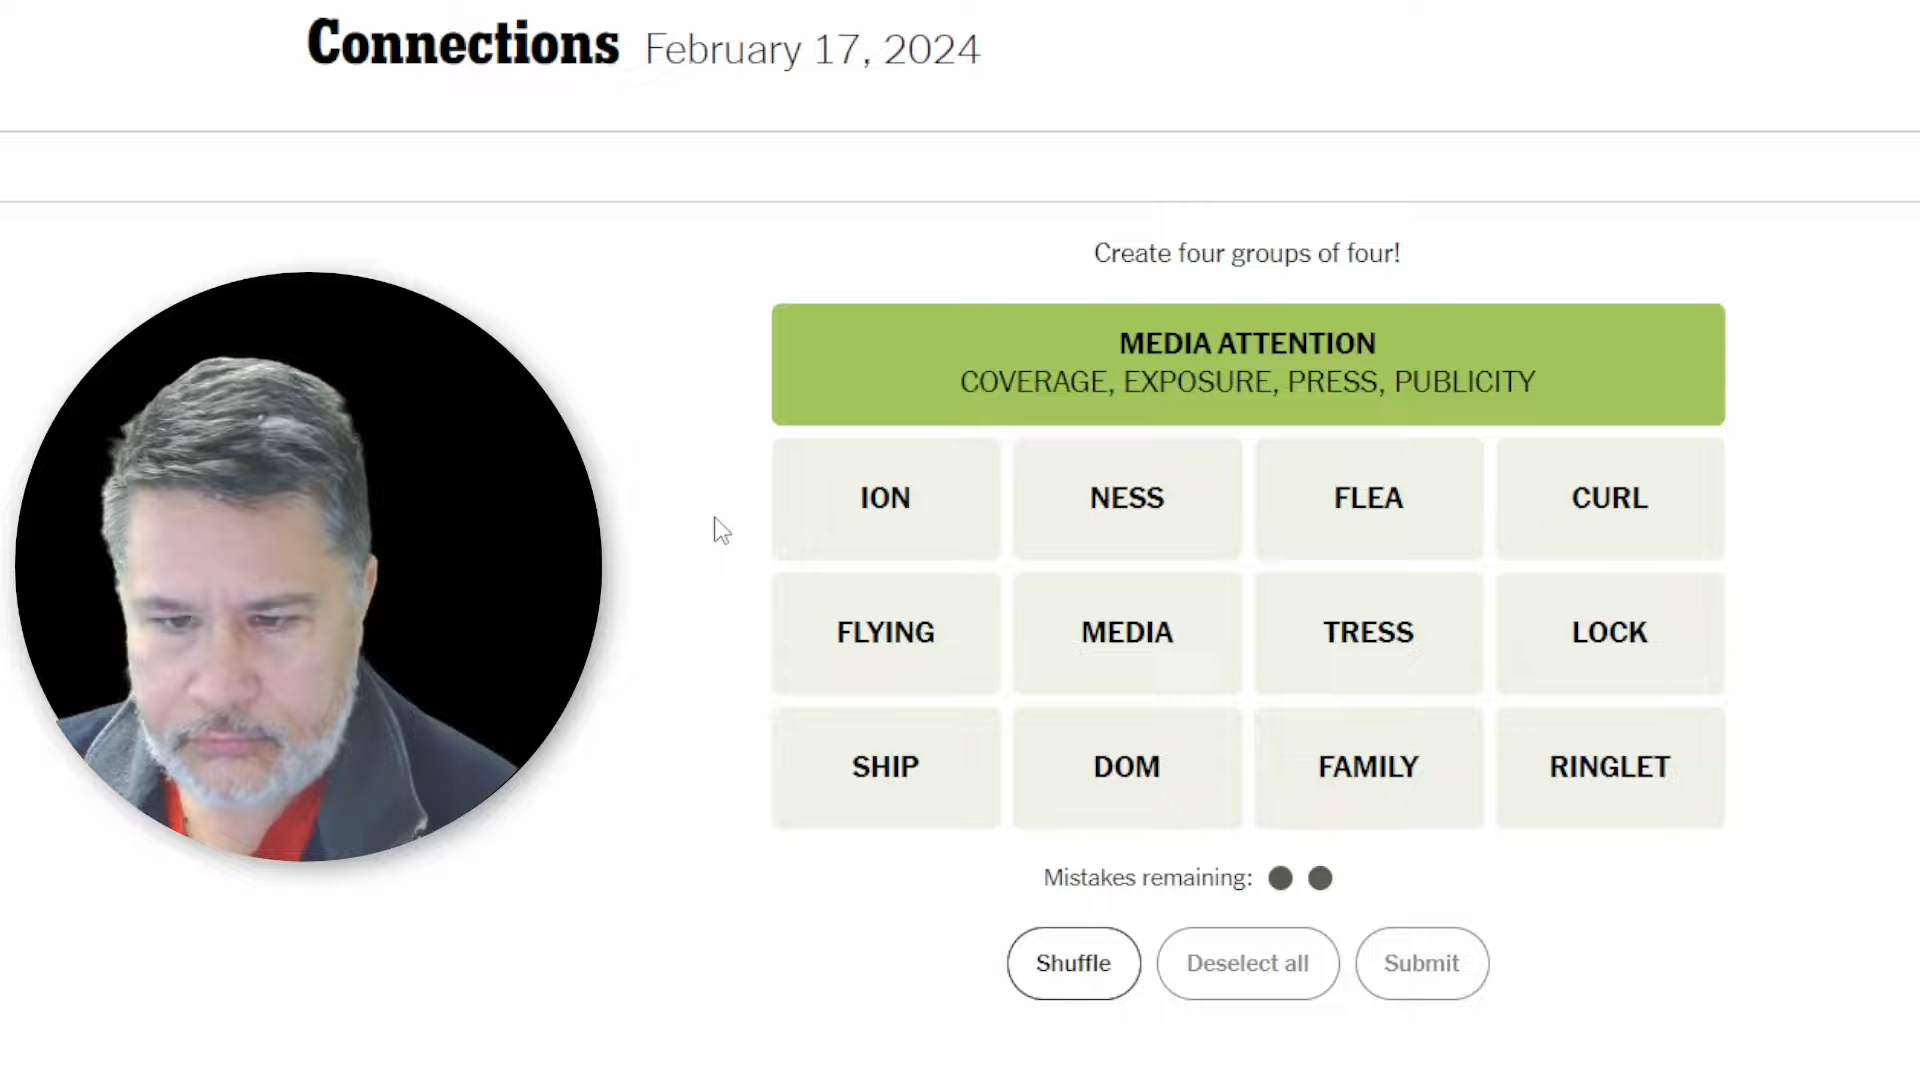 Connections February 17, 2024
Create four groups of four!
MEDIA ATTENTION
COVERAGE, EXPOSURE, PRESS, PUBLICITY
ION NESS FLEA CURL
FLYING MEDIA TRESS LOCK
SHIP DOM FAMILY RINGLET
Mistakes remaining:
Shuffle Deselect all Submit